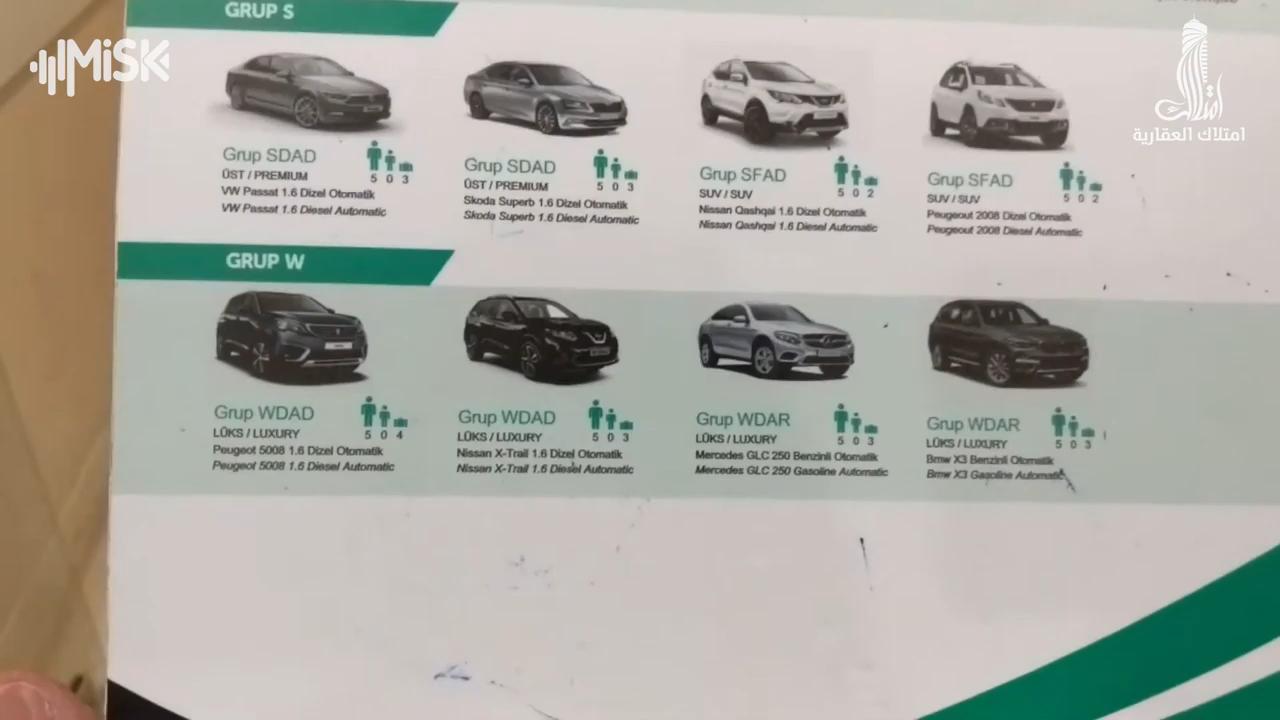 GRUP S
MiSK
امتلاك
امتلاك العقارية
Grup SDAD
ÜST / PREMIUM
5 0 3
VW Passat 1.6 Dizel Otomatik
VW Passat 1.6 Diesel Automatic
Grup SDAD
ÜST / PREMIUM
5 0 3
Skoda Superb 1.6 Dizel Otomatik
Skoda Superb 1.6 Diesel Automatic
Grup SFAD
SUV / SUV
5 0 2
Nissan Qashqai 1.6 Dizel Otomatik
Nissan Qashqai 1.6 Diesel Automatic
Grup SFAD
SUV / SUV
5 0 2
Peugeout 2008 Dizel Otomatik
Peugeout 2008 Diesel Automatic
GRUP W
Grup WDAD
LÜKS / LUXURY
5 0 4
Peugeot 5008 1.6 Dizel Otomatik
Peugeot 5008 1.6 Diesel Automatic
Grup WDAD
LÜKS / LUXURY
5 0 3
Nissan X-Trail 1.6 Dizel Otomatik
Nissan X-Trail 1.6 Diesel Automatic
Grup WDAR
LÜKS / LUXURY
5 0 3
Mercedes GLC 250 Benzinli Otomatik
Mercedes GLC 250 Gasoline Automatic
Grup WDAR
LÜKS / LUXURY
5 0 3
Bmw X3 Benzinli Otomatik
Bmw X3 Gasoline Automatic